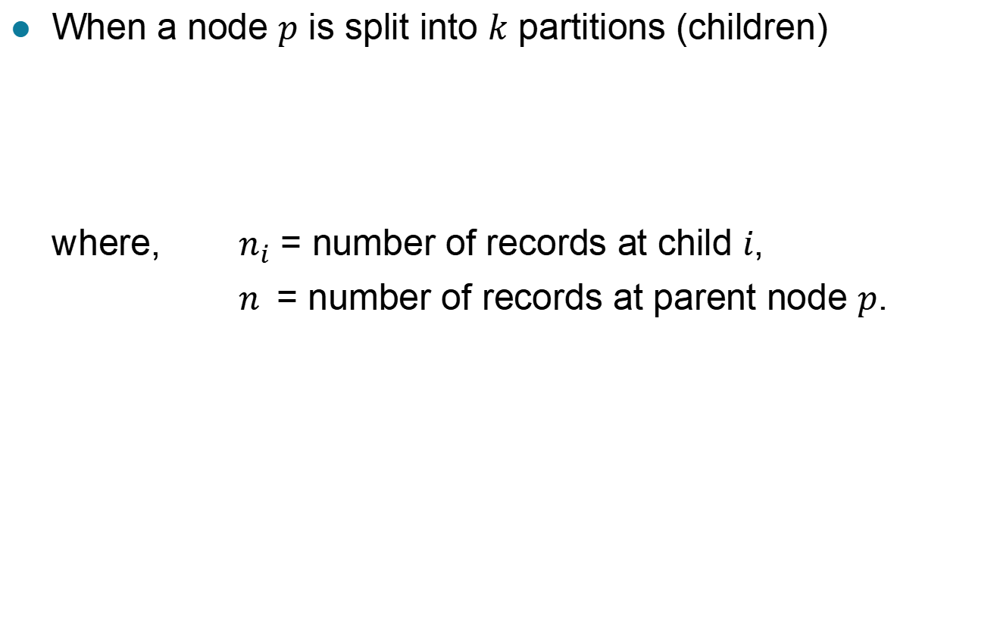 • When a node p is split into k partitions (children)
where, nᵢ = number of records at child i,
n = number of records at parent node p.